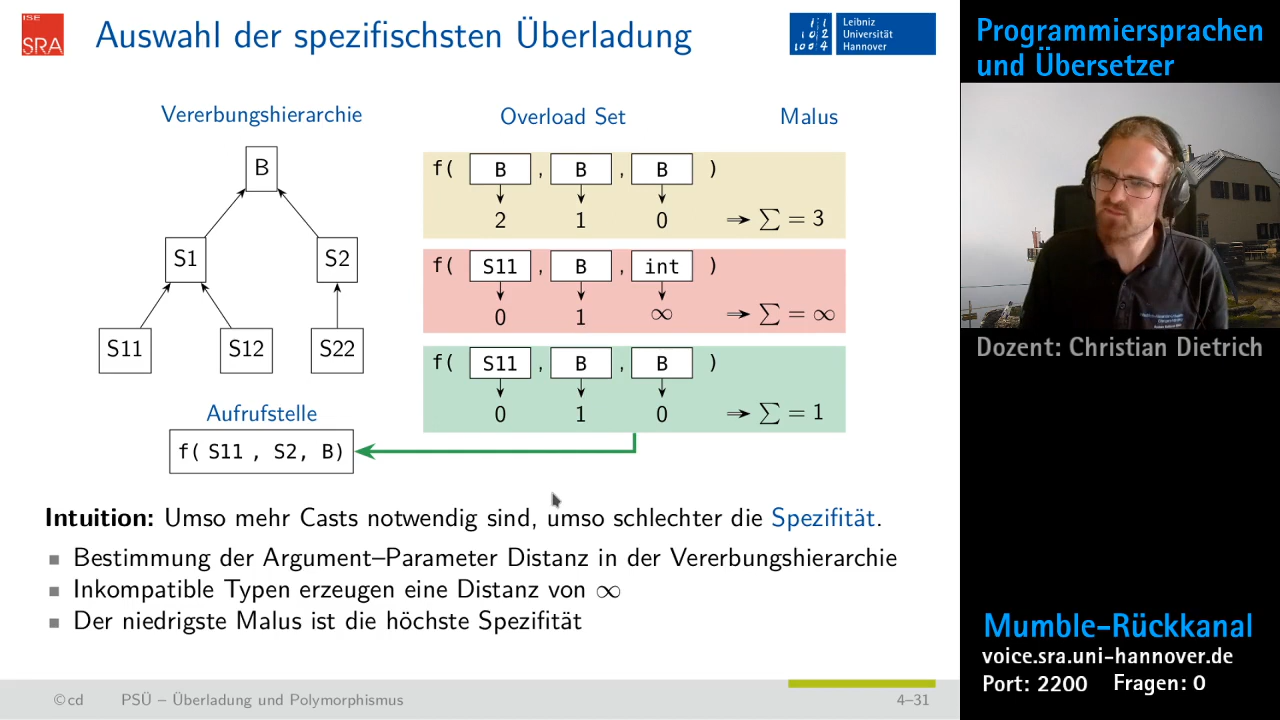 ISE
SRA
Auswahl der spezifischsten Überladung
Leibniz
Universität
Hannover
Programmiersprachen
und Übersetzer
Vererbungshierarchie
B
S1
S2
S11
S12
S22
Aufrufstelle
f( S11 , S2, B)
Overload Set
Malus
f( B , B , B )
2 1 0 ⇒ ∑ = 3
f( S11 , B , int )
0 1 ∞ ⇒ ∑ = ∞
f( S11 , B , B )
0 1 0 ⇒ ∑ = 1
Intuition: Umso mehr Casts notwendig sind, umso schlechter die Spezifität.
Bestimmung der Argument–Parameter Distanz in der Vererbungshierarchie
Inkompatible Typen erzeugen eine Distanz von ∞
Der niedrigste Malus ist die höchste Spezifität
©cd PSÜ – Überladung und Polymorphismus 4–31
Dozent: Christian Dietrich
Mumble-Rückkanal
voice.sra.uni-hannover.de
Port: 2200 Fragen: 0